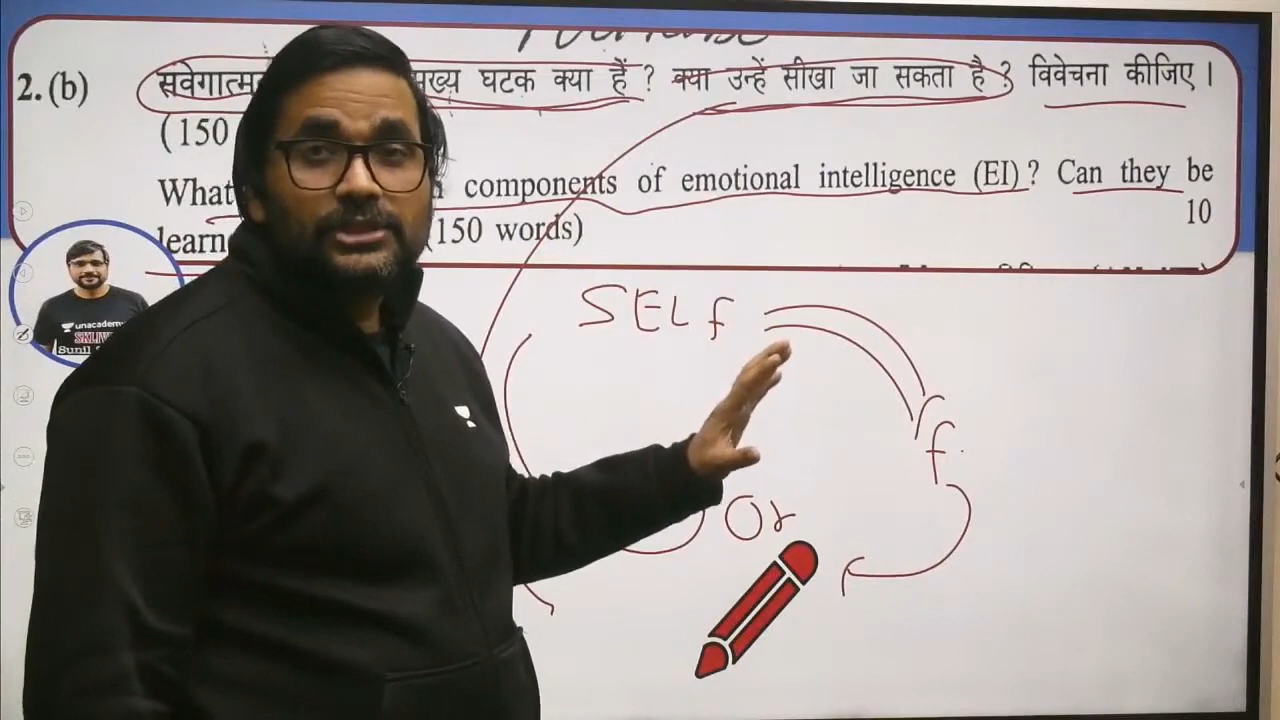 2. (b)
घटक क्या हैं ? क्या उन्हें सीखा जा सकता है ? विवेचना कीजिए ।
(150
What components of emotional intelligence (EI) ? Can they be
learn (150 words) 10
unacademy
SELf
f
Or